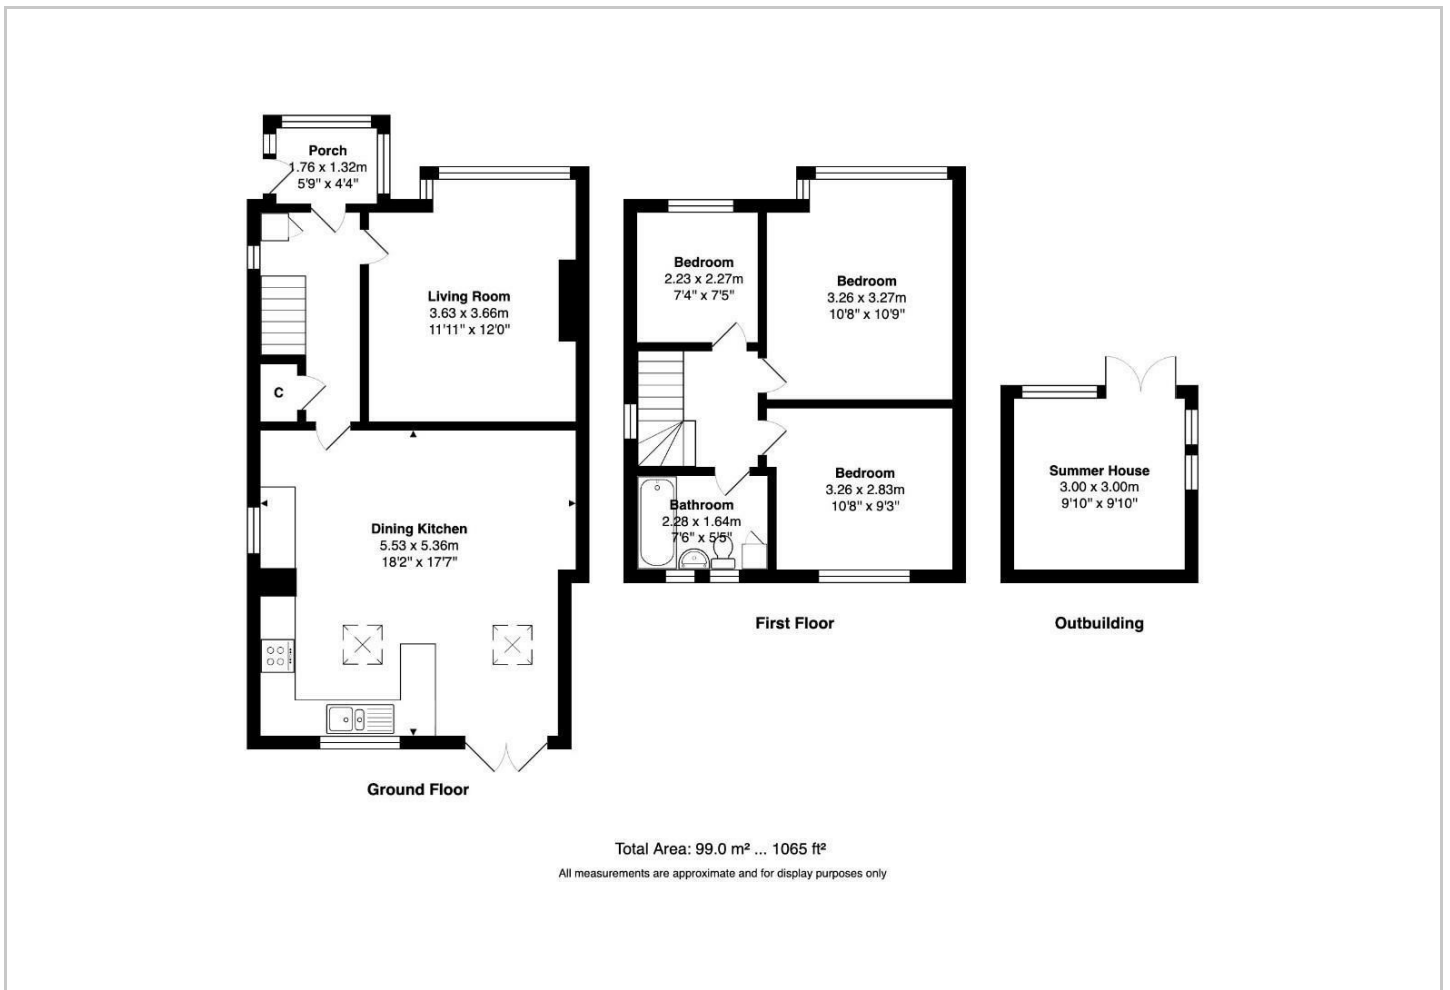 Porch
1.76 x 1.32m
5'9" x 4'4"
Living Room
3.63 x 3.66m
11'11" x 12'0"
C
Dining Kitchen
5.53 x 5.36m
18'2" x 17'7"
Ground Floor
Bedroom
2.23 x 2.27m
7'4" x 7'5"
Bedroom
3.26 x 3.27m
10'8" x 10'9"
Bedroom
3.26 x 2.83m
10'8" x 9'3"
Bathroom
2.28 x 1.64m
7'6" x 5'5"
First Floor
Summer House
3.00 x 3.00m
9'10" x 9'10"
Outbuilding
Total Area: 99.0 m² ... 1065 ft²
All measurements are approximate and for display purposes only